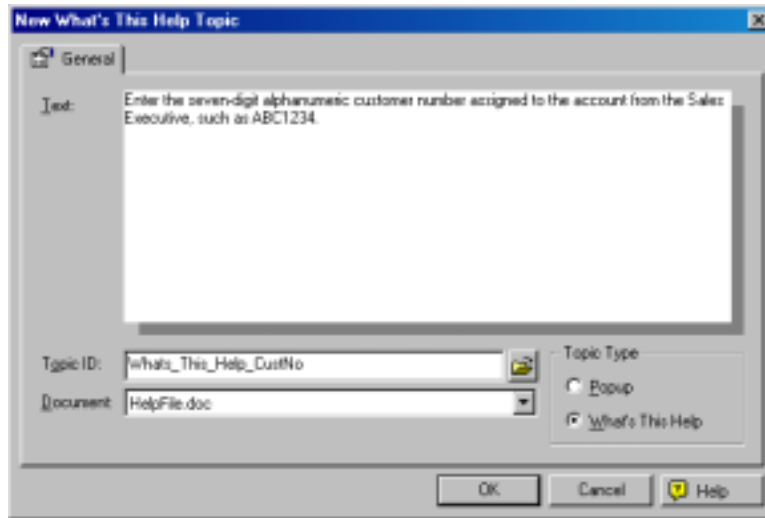 New What's This Help Topic
General
Text:
Enter the seven-digit alphanumeric customer number assigned to the account from the Sales
Executive, such as ABC1234.
Topic ID:
Whats_This_Help_CustNo
Document:
HelpFile.doc
Topic Type
Popup
What's This Help
OK
Cancel
Help